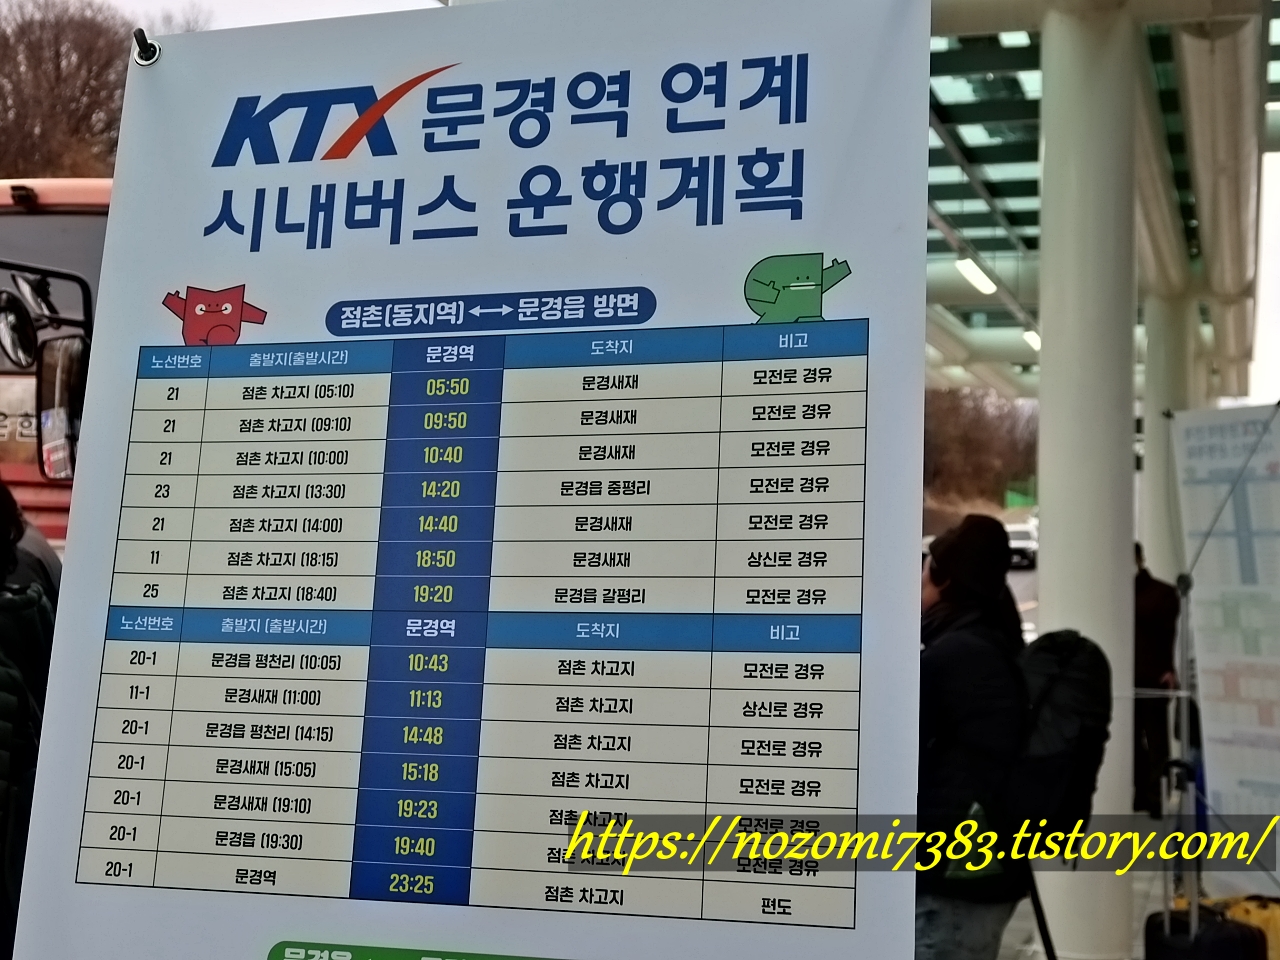 KTX 문경역 연계
시내버스 운행계획
점촌(동지역)↔문경읍 방면
노선번호 출발지(출발시간) 문경역 도착지 비고
21 점촌 차고지 (05:10) 05:50 문경새재 모전로 경유
21 점촌 차고지 (09:10) 09:50 문경새재 모전로 경유
21 점촌 차고지 (10:00) 10:40 문경새재 모전로 경유
23 점촌 차고지 (13:30) 14:20 문경읍 중평리 모전로 경유
21 점촌 차고지 (14:00) 14:40 문경새재 모전로 경유
11 점촌 차고지 (18:15) 18:50 문경새재 상신로 경유
25 점촌 차고지 (18:40) 19:20 문경읍 갈평리 모전로 경유
노선번호 출발지 (출발시간) 문경역 도착지 비고
20-1 문경읍 평천리 (10:05) 10:43 점촌 차고지 모전로 경유
11-1 문경새재 (11:00) 11:13 점촌 차고지 상신로 경유
20-1 문경읍 평천리 (14:15) 14:48 점촌 차고지 모전로 경유
20-1 문경새재 (15:05) 15:18 점촌 차고지 모전로 경유
20-1 문경새재 (19:10) 19:23 점촌 차고지 모전로 경유
20-1 문경읍 (19:30) 19:40 점촌 차고지 모전로 경유
20-1 문경역 23:25 점촌 차고지 편도
https://nozomi7383.tistory.com/
문경읍